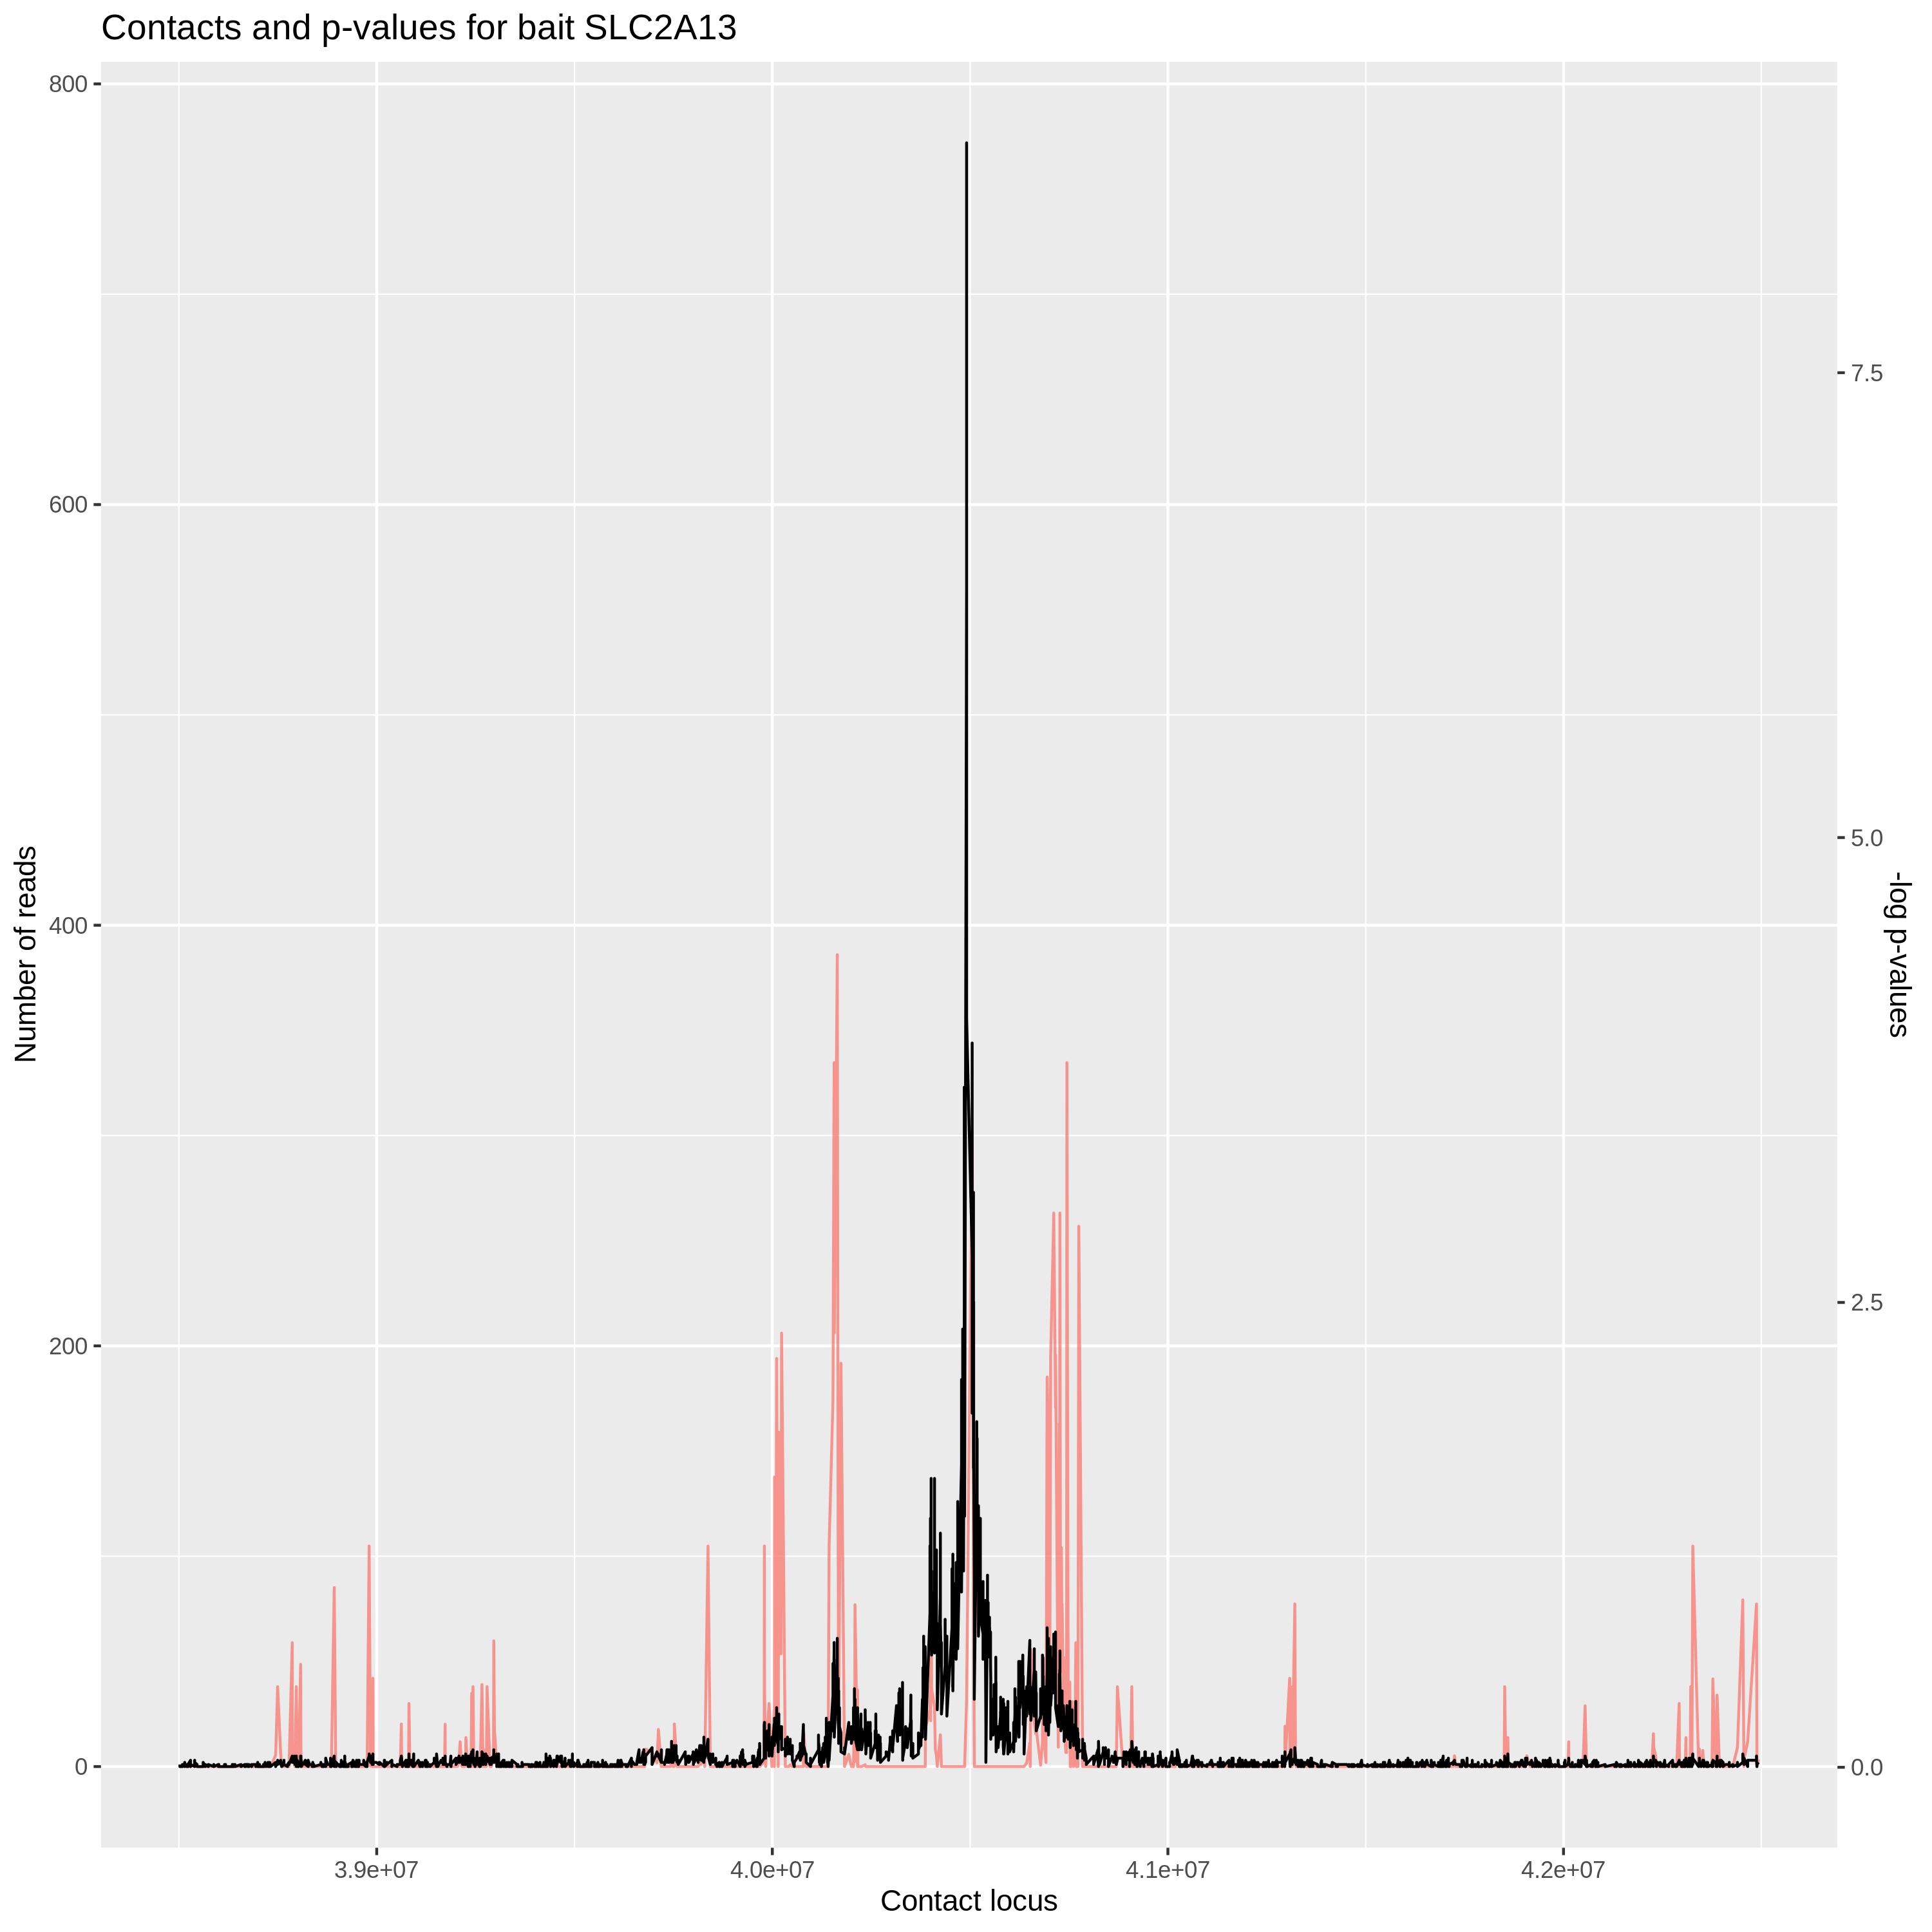 Contacts and p-values for bait SLC2A13
800
600
400
200
0
Number of reads
7.5
5.0
2.5
0.0
-log p-values
3.9e+07
4.0e+07
4.1e+07
4.2e+07
Contact locus